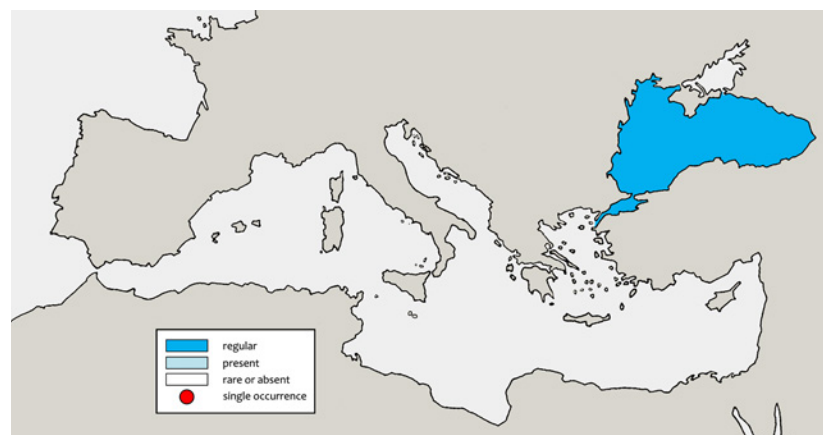 regular
present
rare or absent
single occurrence